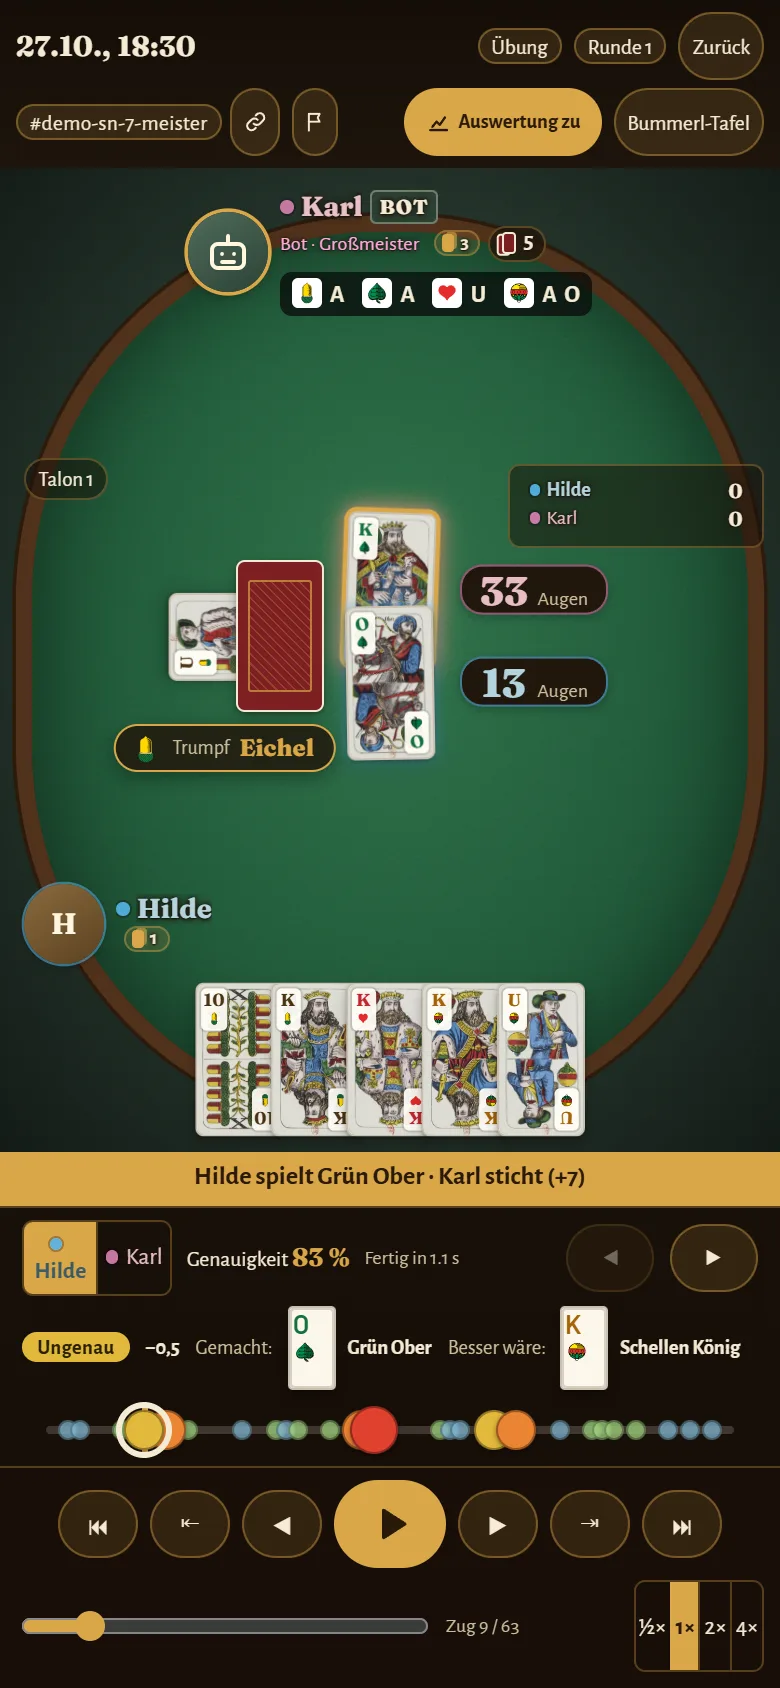 27.10., 18:30
Übung
Runde 1
Zurück
#demo-sn-7-meister
Auswertung zu
Bummerl-Tafel
Karl BOT
Bot · Großmeister 3 5
A A U A O
Talon 1
Hilde 0
Karl 0
K
33 Augen
O
U
13 Augen
O
Trumpf Eichel
H
Hilde
1
10 K K K U
10 K K K U
Hilde spielt Grün Ober · Karl sticht (+7)
Hilde
Karl
Genauigkeit 83 % Fertig in 1.1 s
Ungenau −0,5 Gemacht: O Grün Ober Besser wäre: K Schellen König
Zug 9 / 63
½× 1× 2× 4×